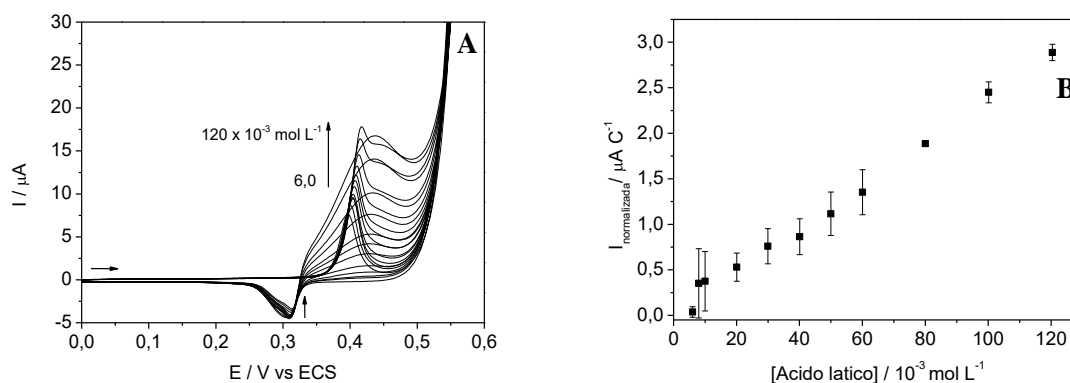 30
25
20
15
10
5
0
-5
I / μA
A
120 x 10⁻³ mol L⁻¹
6,0
0,0 0,1 0,2 0,3 0,4 0,5 0,6
E / V vs ECS
3,0
2,5
2,0
1,5
1,0
0,5
0,0
I normalizada/ μA C⁻¹
B
0 20 40 60 80 100 120
[Acido latico] / 10⁻³ mol L⁻¹